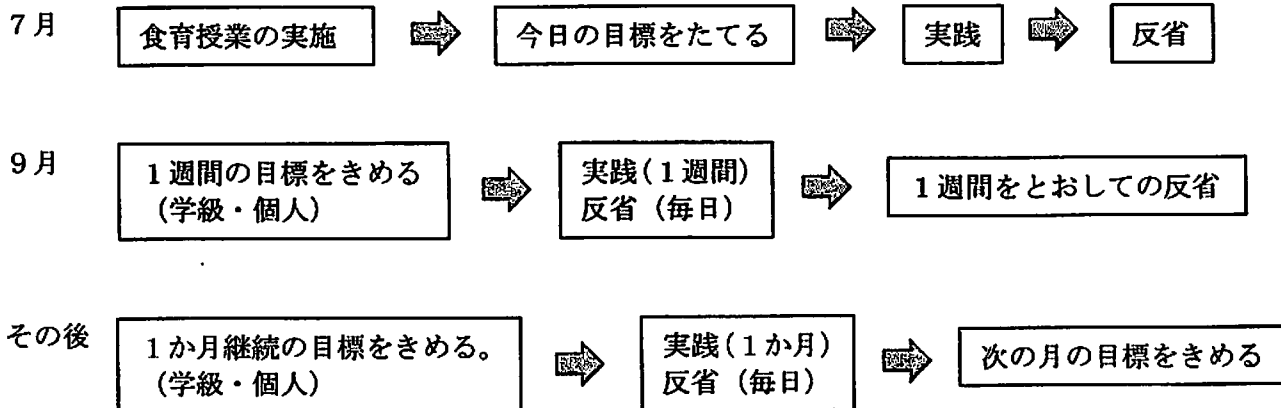 7月 食育授業の実施 今日の目標をたてる 実践 反省
9月 1週間の目標をきめる 実践(1週間) 1週間をとおしての反省
(学級・個人) 反省(毎日)
その後 1か月継続の目標をきめる。 実践(1か月) 次の月の目標をきめる
(学級・個人) 反省(毎日)